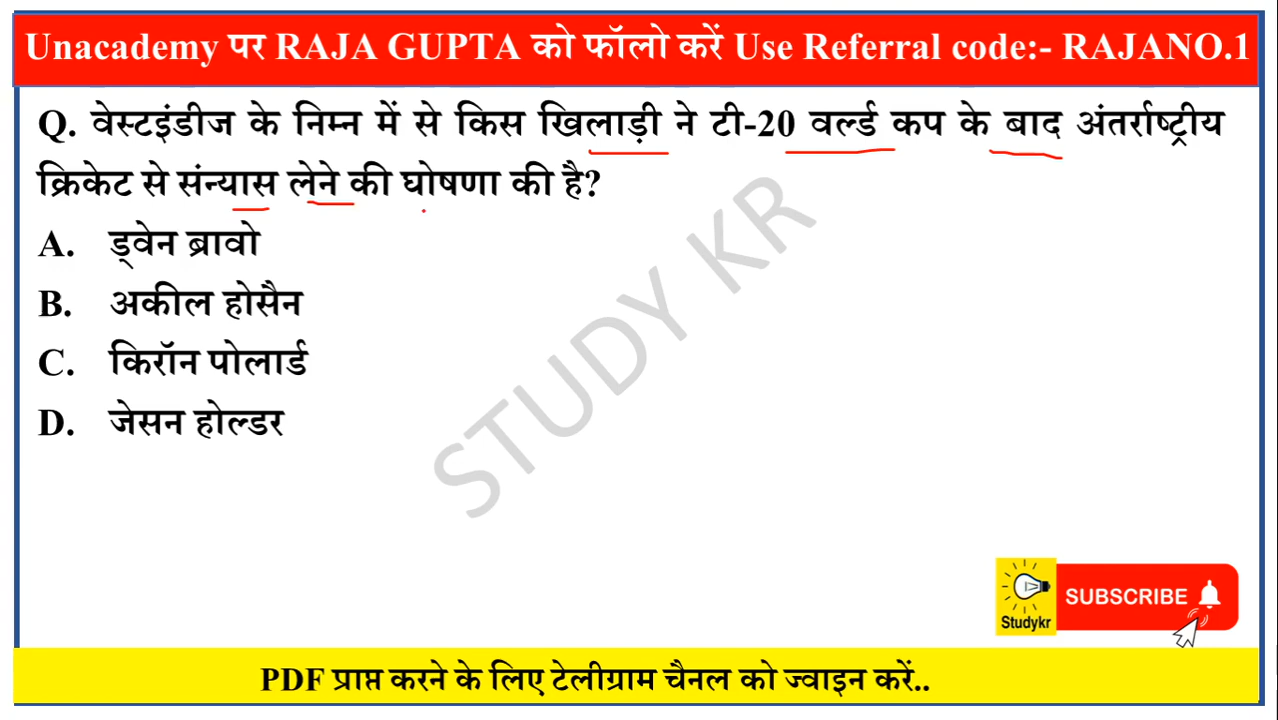 Unacademy पर RAJA GUPTA को फॉलो करें Use Referral code:- RAJANO.1
Q. वेस्टइंडीज के निम्न में से किस खिलाड़ी ने टी-20 वर्ल्ड कप के बाद अंतर्राष्ट्रीय
क्रिकेट से संन्यास लेने की घोषणा की है?
A. ड्वेन ब्रावो
B. अकील होसैन
C. किरॉन पोलार्ड
D. जेसन होल्डर
STUDY KR
SUBSCRIBE
Studykr
PDF प्राप्त करने के लिए टेलीग्राम चैनल को ज्वाइन करें..